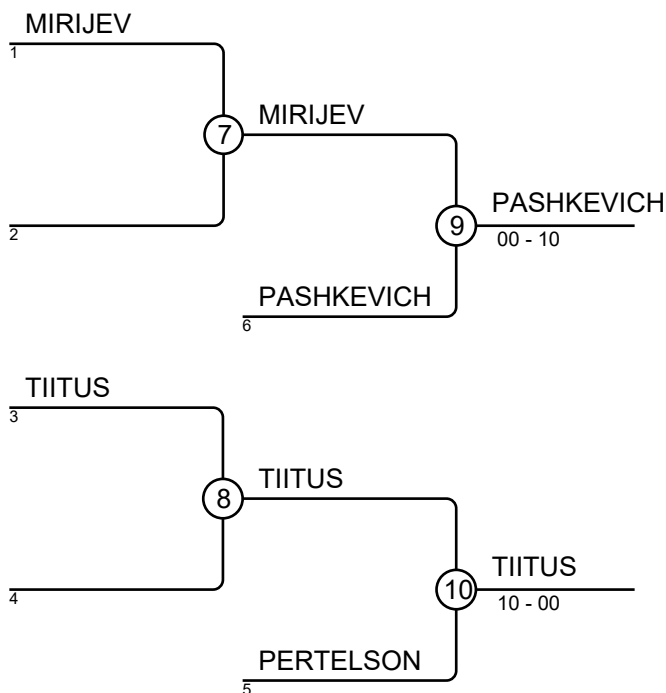 MIRIJEV
1
7
MIRIJEV
2
9
PASHKEVICH
00 - 10
PASHKEVICH
6
TIITUS
3
8
TIITUS
4
10
TIITUS
10 - 00
PERTELSON
5